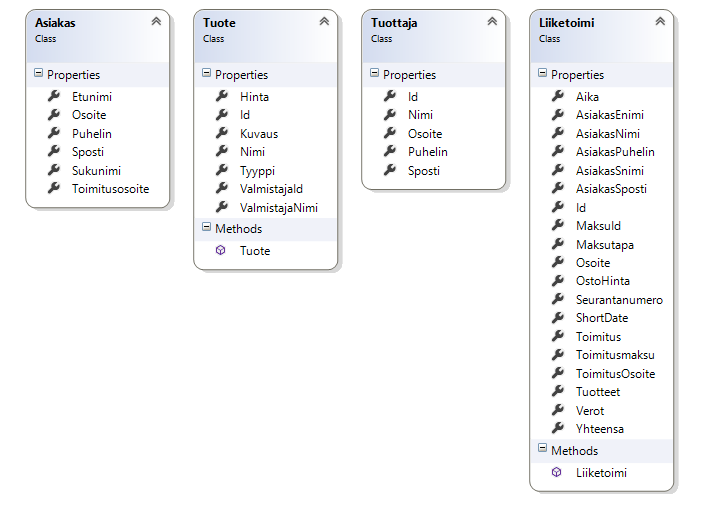 Asiakas
Class
Properties
Etunimi
Osoite
Puhelin
Sposti
Sukunimi
Toimitusosoite
Tuote
Class
Properties
Hinta
Id
Kuvaus
Nimi
Tyyppi
ValmistajaId
ValmistajaNimi
Methods
Tuote
Tuottaja
Class
Properties
Id
Nimi
Osoite
Puhelin
Sposti
Liiketoimi
Class
Properties
Aika
AsiakasEnimi
AsiakasNimi
AsiakasPuhelin
AsiakasSnimi
AsiakasSposti
Id
MaksuId
Maksutapa
Osoite
OstoHinta
Seurantanumero
ShortDate
Toimitus
Toimitusmaksu
ToimitusOsoite
Tuotteet
Verot
Yhteensa
Methods
Liiketoimi